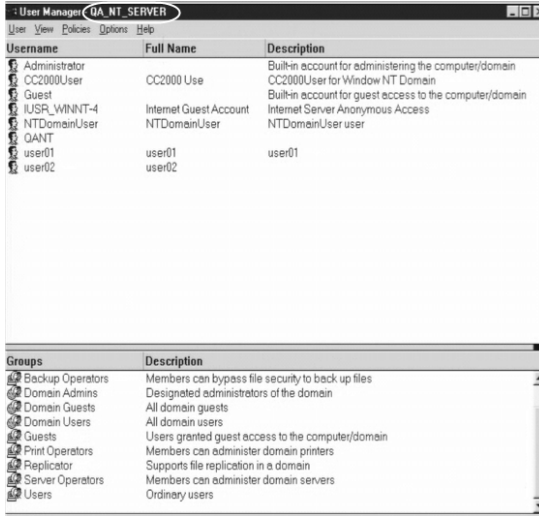 User Manager QA_NT_SERVER
User View Policies Options Help
Username Full Name Description
Administrator Built-in account for administering the computer/domain
CC2000User CC2000 Use CC2000User for Window NT Domain
Guest Built-in account for guest access to the computer/domain
IUSR_WINNT-4 Internet Guest Account Internet Server Anonymous Access
NTDomainUser NTDomainUser NTDomainUser user
QANT
user01 user01 user01
user02 user02
Groups Description
Backup Operators Members can bypass file security to back up files
Domain Admins Designated administrators of the domain
Domain Guests All domain guests
Domain Users All domain users
Guests Users granted guest access to the computer/domain
Print Operators Members can administer domain printers
Replicator Supports file replication in a domain
Server Operators Members can administer domain servers
Users Ordinary users